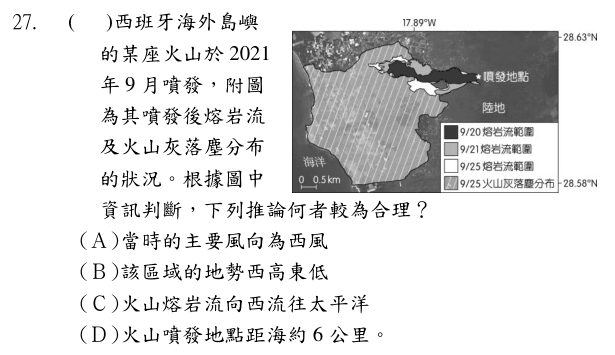 27. (　　)西班牙海外島嶼
的某座火山於 2021
年 9 月噴發，附圖
為其噴發後熔岩流
及火山灰落塵分布
的狀況。根據圖中
資訊判斷，下列推論何者較為合理？
17.89°W
28.63°N
噴發地點
陸地
9/20 熔岩流範圍
9/21 熔岩流範圍
9/25 熔岩流範圍
9/25 火山灰落塵分布
海洋
0 0.5km
28.58°N
(A)當時的主要風向為西風
(B)該區域的地勢西高東低
(C)火山熔岩流向西流往太平洋
(D)火山噴發地點距海約 6 公里。